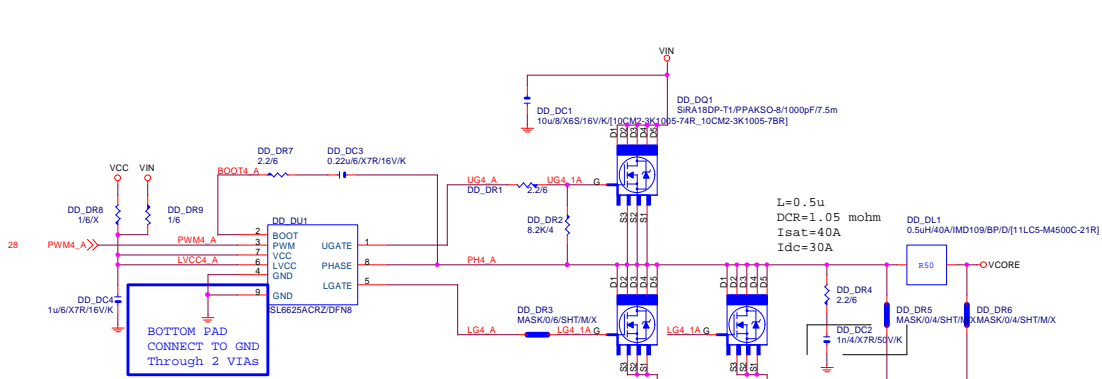 VIN
DD_DQ1
SiRA18DP-T1/PPAKSO-8/1000pF/7.5m
DD_DC1
10u/8/X6S/16V/K/[10CM2-3K1005-74R_10CM2-3K1005-7BR]
D1
D2
D3
D4
D5
DD_DR7
2.2/6
DD_DC3
0.22u/6/X7R/16V/K
VCC
VIN
BOOT4_A
UG4_A
DD_DR1
2.2/6
UG4_1A
G
S3
S2
S1
DD_DR8
1/6/X
DD_DR9
1/6
DD_DR2
8.2K/4
L=0.5u
DCR=1.05 mohm
Isat=40A
Idc=30A
DD_DL1
0.5uH/40A/IMD109/BP/D/[11LC5-M4500C-21R]
DD_DU1
28
PWM4_A
PWM4_A
LVCC4_A
2
3
7
6
4
9
BOOT
PWM
VCC
LVCC
GND
GND
UGATE
PHASE
LGATE
1
8
5
ISL6625ACRZ/DFN8
PH4_A
R50
VCORE
D1
D2
D3
D4
D5
D1
D2
D3
D4
D5
DD_DC4
1u/6/X7R/16V/K
DD_DR4
2.2/6
DD_DR3
MASK/0/6/SHT/M/X
LG4_A
LG4_1A
G
LG4_1A
G
DD_DR5
MASK/0/4/SHT/M/X
DD_DR6
MASK/0/4/SHT/M/X
DD_DC2
1n/4/X7R/50V/K
BOTTOM PAD
CONNECT TO GND
Through 2 VIAs
S3
S2
S1
S3
S2
S1